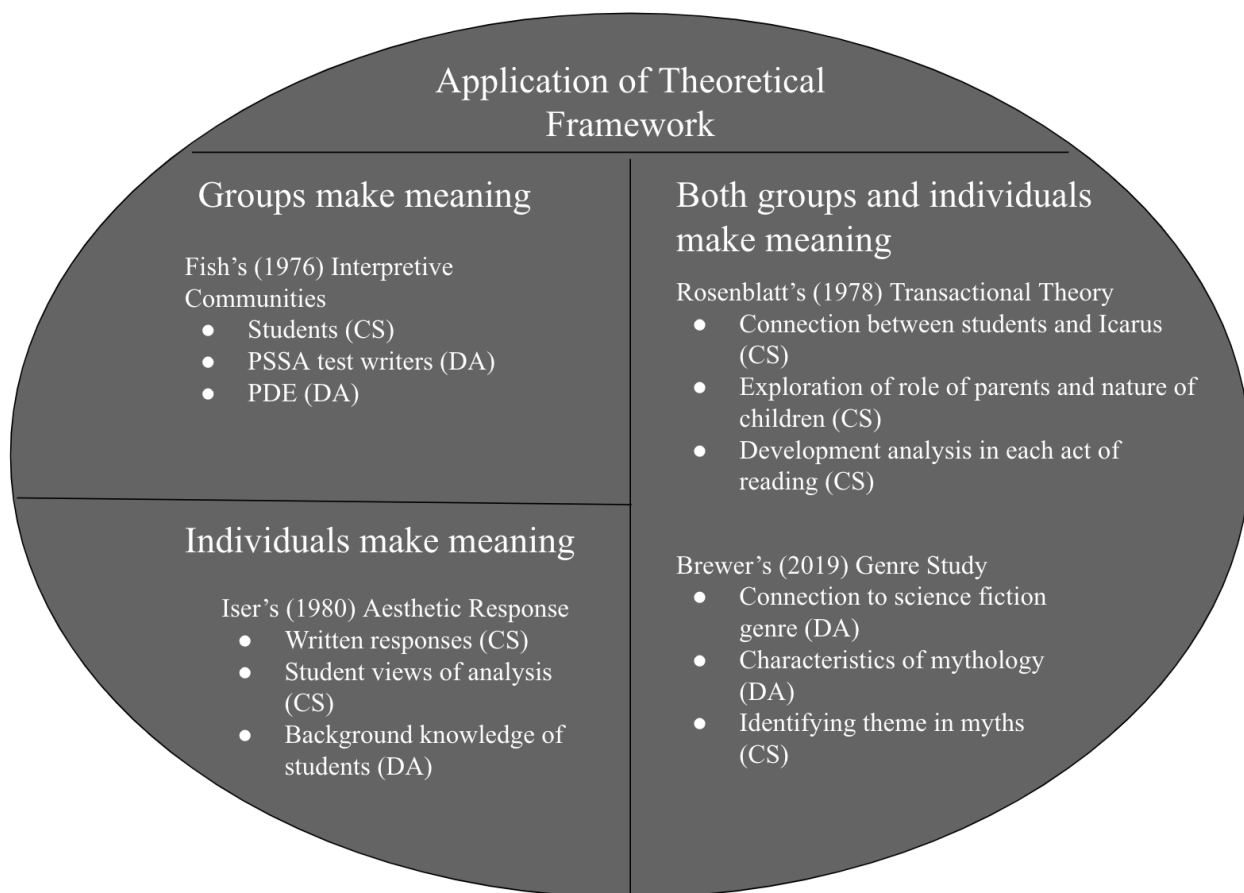 Application of Theoretical
Framework
Groups make meaning
Fish’s (1976) Interpretive
Communities
● Students (CS)
● PSSA test writers (DA)
● PDE (DA)
Individuals make meaning
Iser’s (1980) Aesthetic Response
● Written responses (CS)
● Student views of analysis
(CS)
● Background knowledge of
students (DA)
Both groups and individuals
make meaning
Rosenblatt’s (1978) Transactional Theory
● Connection between students and Icarus
(CS)
● Exploration of role of parents and nature of
children (CS)
● Development analysis in each act of
reading (CS)
Brewer’s (2019) Genre Study
● Connection to science fiction
genre (DA)
● Characteristics of mythology
(DA)
● Identifying theme in myths
(CS)